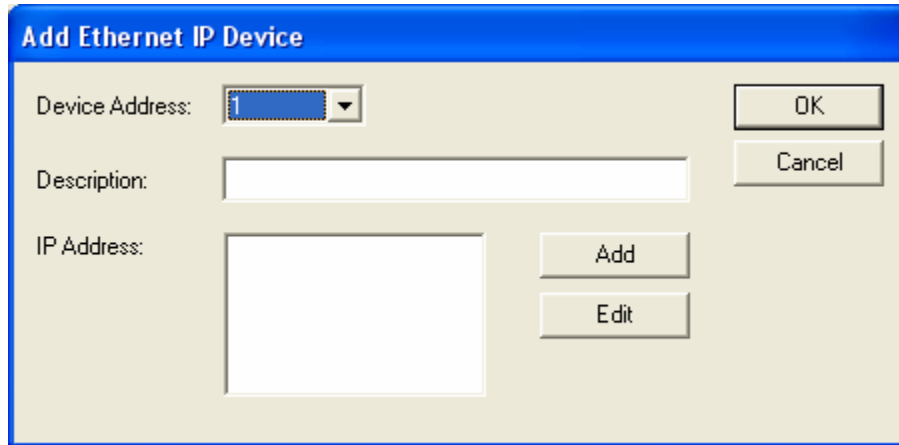 Add Ethernet IP Device
Device Address: 1
OK
Cancel
Description:
IP Address:
Add
Edit